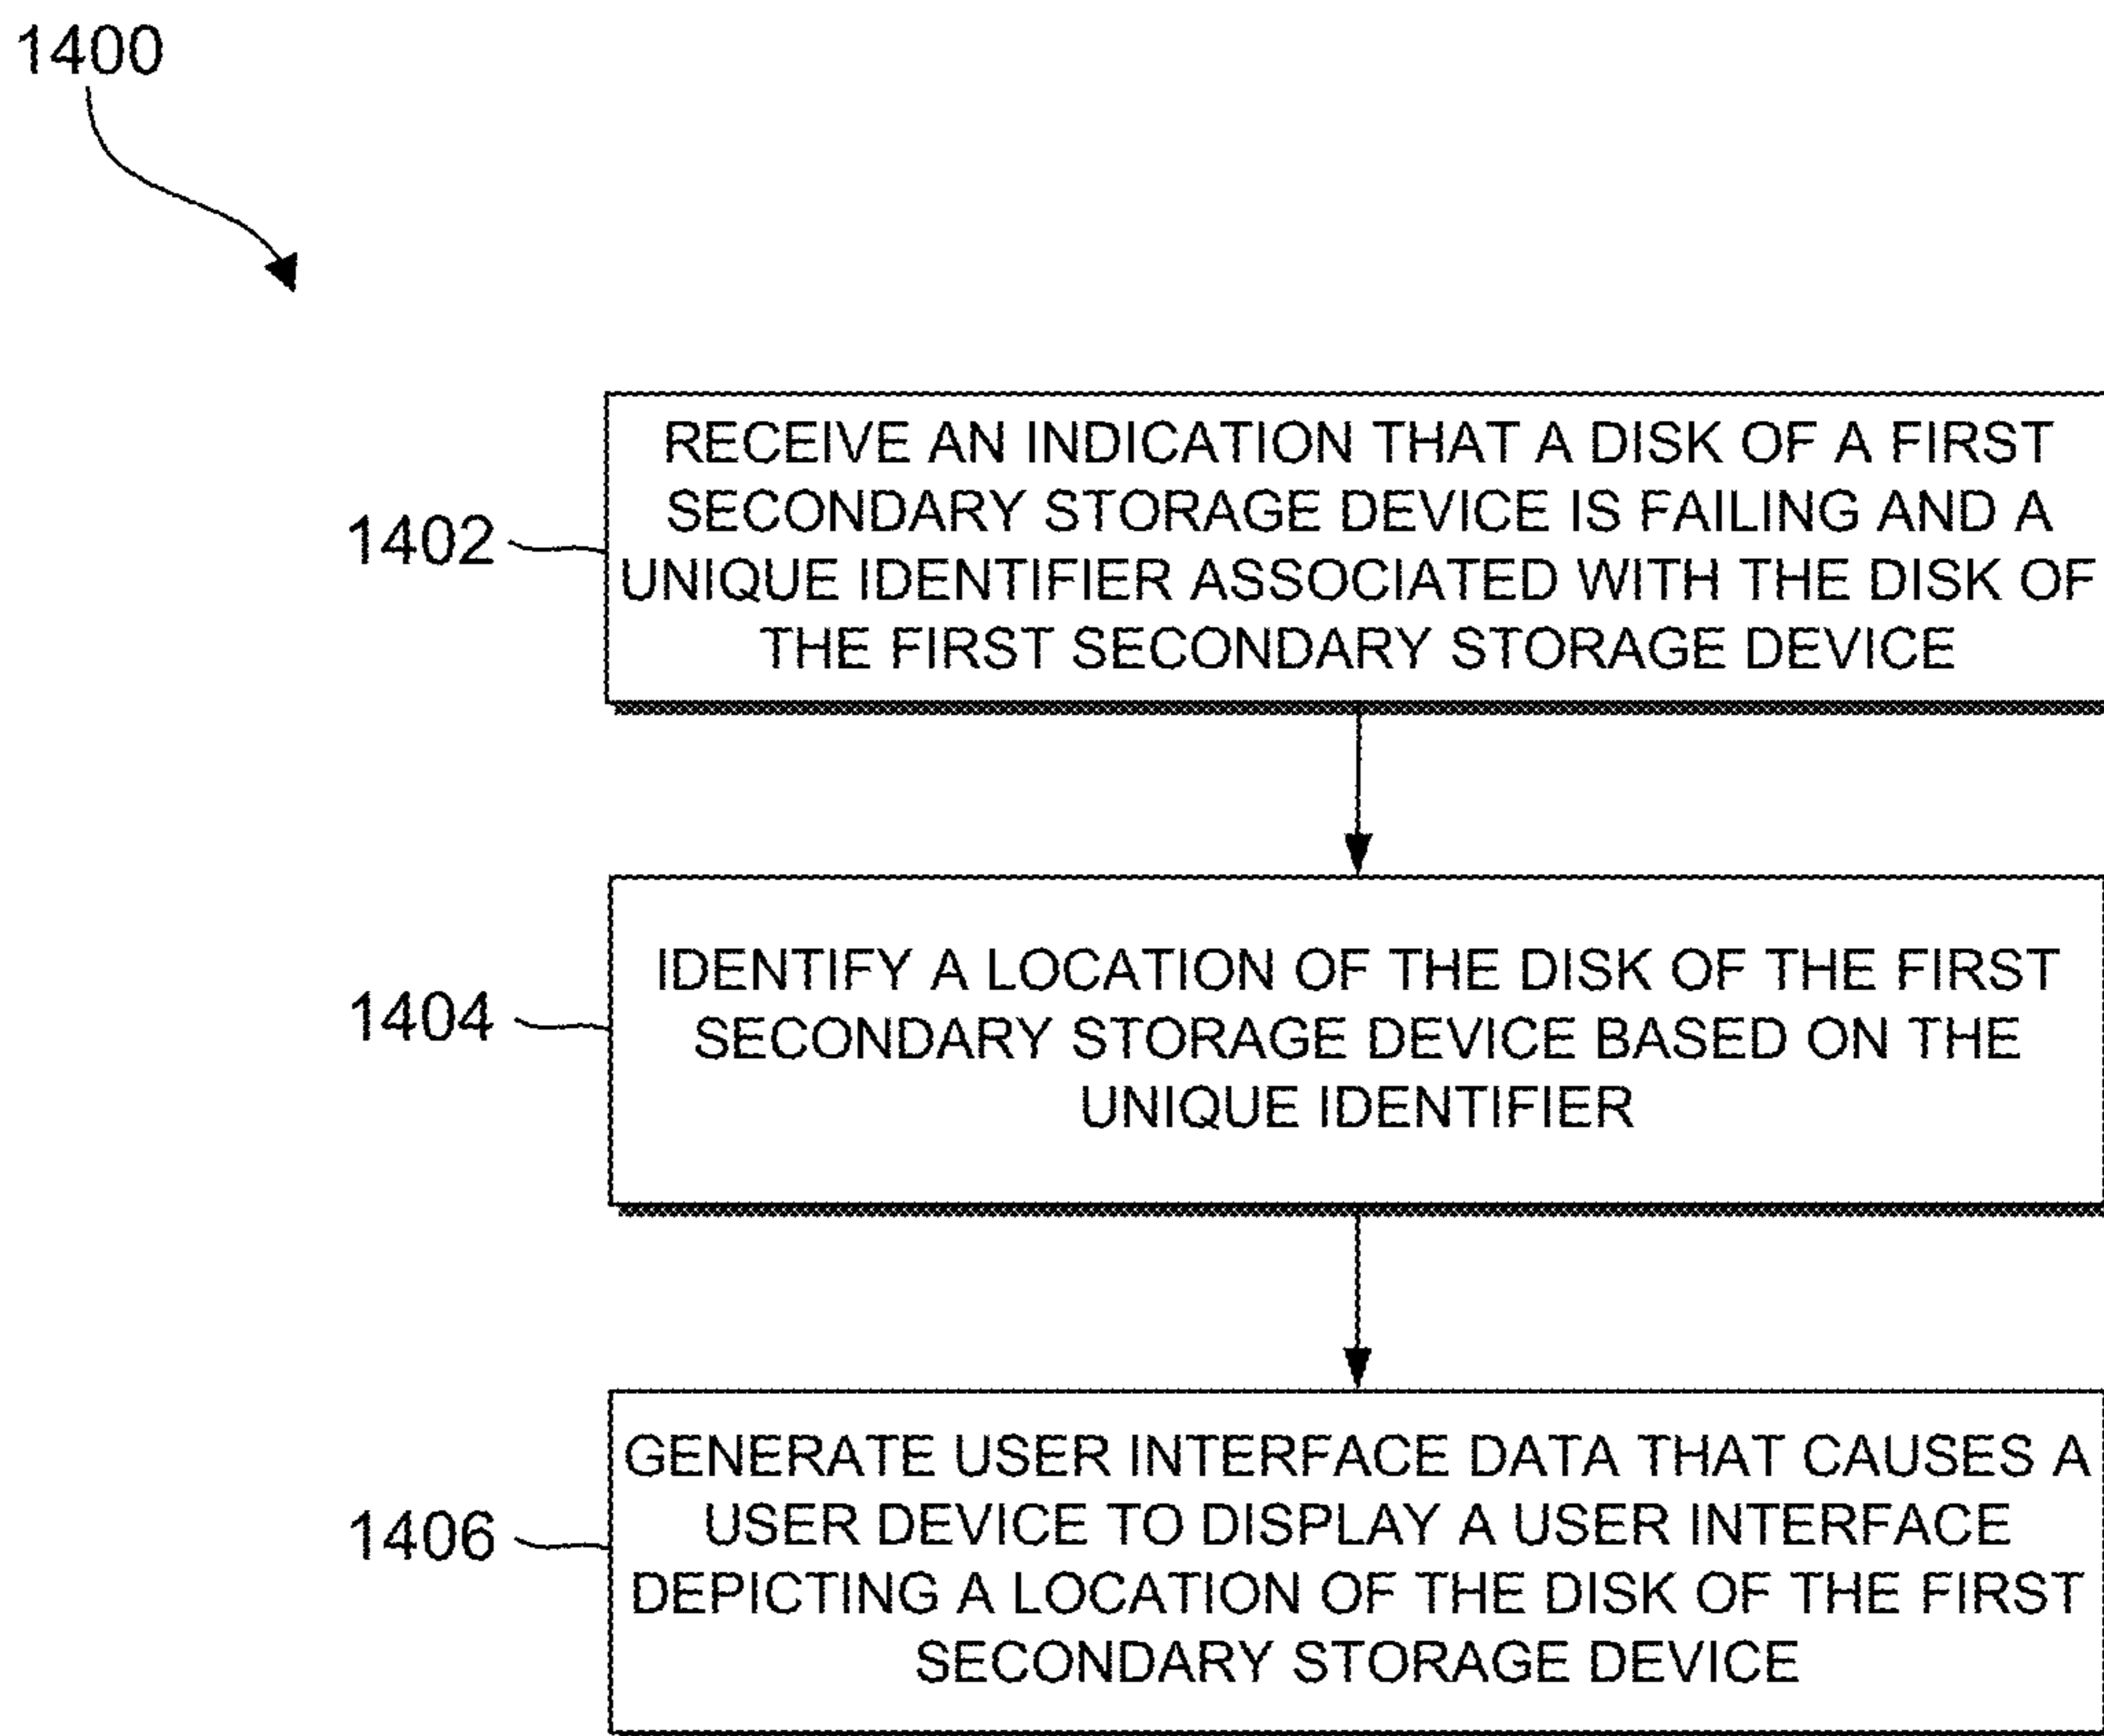 1400
RECEIVE AN INDICATION THAT A DISK OF A FIRST
SECONDARY STORAGE DEVICE IS FAILING AND A
1402
UNIQUE IDENTIFIER ASSOCIATED WITH THE DISK OF
THE FIRST SECONDARY STORAGE DEVICE
IDENTIFY A LOCATION OF THE DISK OF THE FIRST
1404
SECONDARY STORAGE DEVICE BASED ON THE
UNIQUE IDENTIFIER
GENERATE USER INTERFACE DATA THAT CAUSES A
1406
USER DEVICE TO DISPLAY A USER INTERFACE
DEPICTING A LOCATION OF THE DISK OF THE FIRST
SECONDARY STORAGE DEVICE